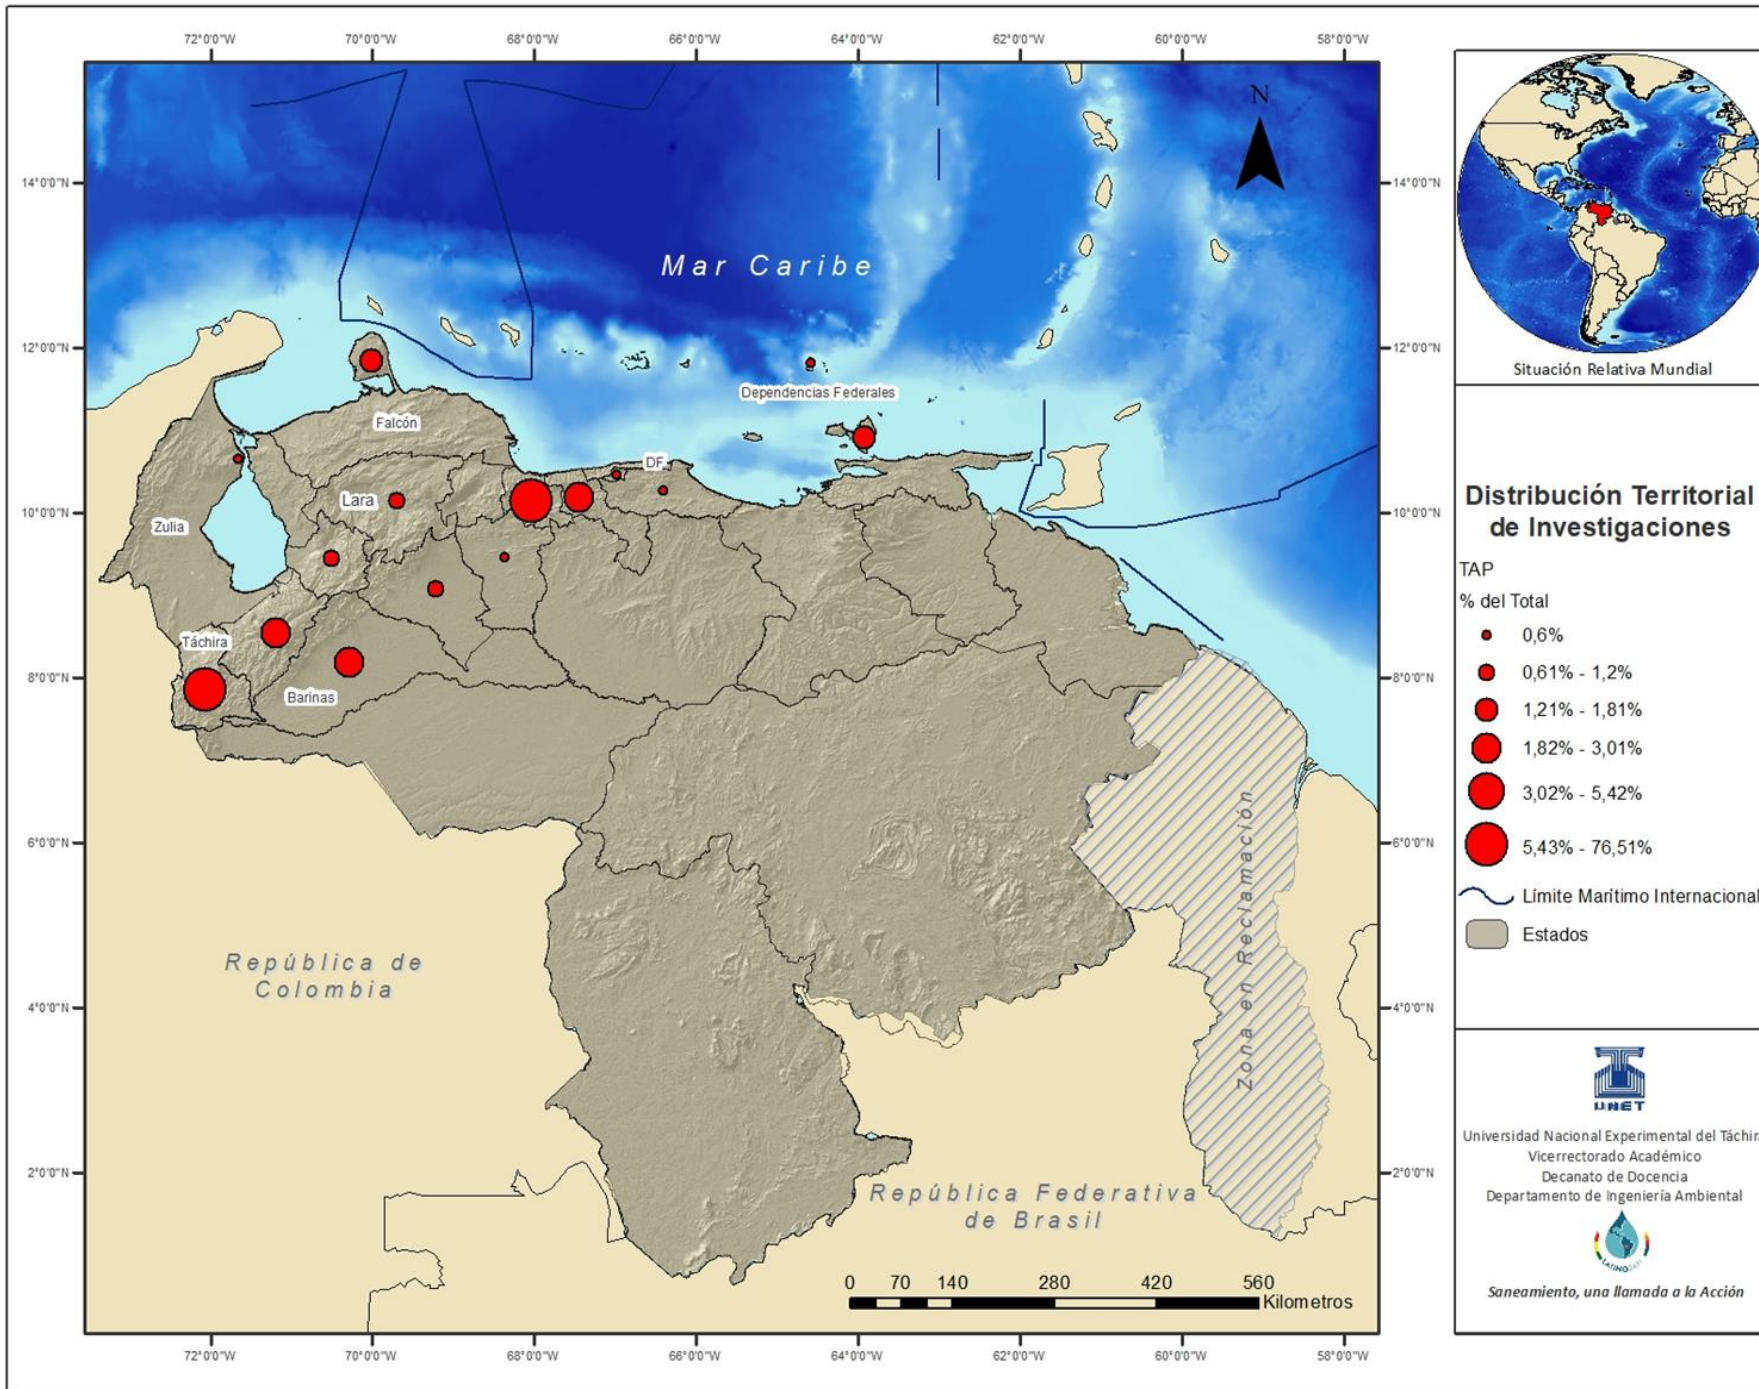 72°0'0"W 70°0'0"W 68°0'0"W 66°0'0"W 64°0'0"W 62°0'0"W 60°0'0"W 58°0'0"W
N
14°0'0"N 14°0'0"N
Mar Caribe
12°0'0"N 12°0'0"N
Dependencias Federales
Falcón
DF
Lara
Zulia
10°0'0"N 10°0'0"N
Táchira
Barinas
8°0'0"N 8°0'0"N
6°0'0"N 6°0'0"N
Zona en Reclamación
República de
Colombia
4°0'0"N 4°0'0"N
2°0'0"N 2°0'0"N
República Federativa
de Brasil
0 70 140 280 420 560
Kilometros
72°0'0"W 70°0'0"W 68°0'0"W 66°0'0"W 64°0'0"W 62°0'0"W 60°0'0"W 58°0'0"W
Situación Relativa Mundial
Distribución Territorial
de Investigaciones
TAP
% del Total
0,6%
0,61% - 1,2%
1,21% - 1,81%
1,82% - 3,01%
3,02% - 5,42%
5,43% - 76,51%
Límite Marítimo Internacional
Estados
UNET
Universidad Nacional Experimental del Táchir
Vicerrectorado Académico
Decanato de Docencia
Departamento de Ingeniería Ambiental
Saneamiento, una llamada a la Acción